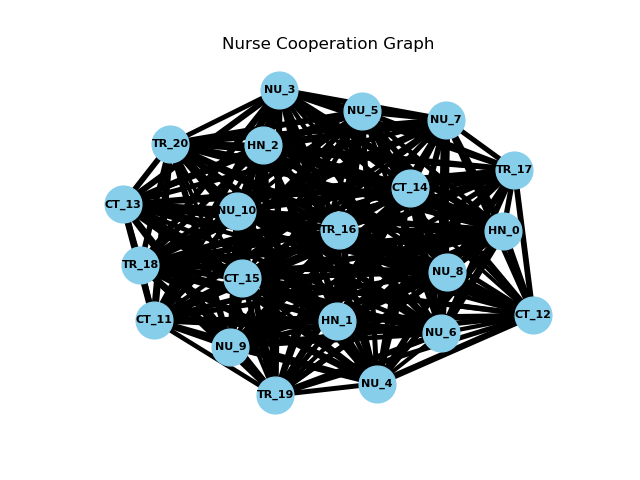 Nurse Cooperation Graph
NU_3
NU_5
NU_7
TR_20
HN_2
TR_17
CT_14
CT_13
NU_10
TR_16
HN_0
TR_18
NU_8
CT_15
CT_12
CT_11
HN_1
NU_6
NU_9
NU_4
TR_19